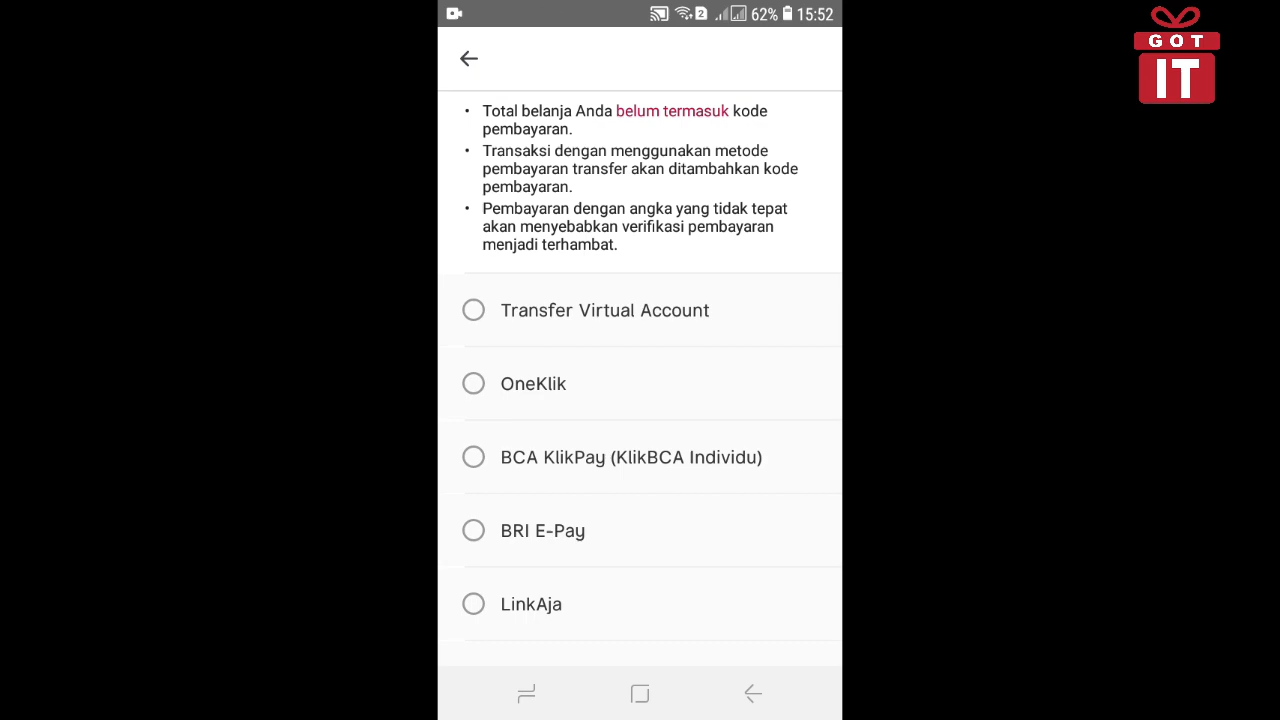 2 62% 15:52
GOT
IT
• Total belanja Anda belum termasuk kode
pembayaran.
• Transaksi dengan menggunakan metode
pembayaran transfer akan ditambahkan kode
pembayaran.
• Pembayaran dengan angka yang tidak tepat
akan menyebabkan verifikasi pembayaran
menjadi terhambat.
Transfer Virtual Account
OneKlik
BCA KlikPay (KlikBCA Individu)
BRI E-Pay
LinkAja